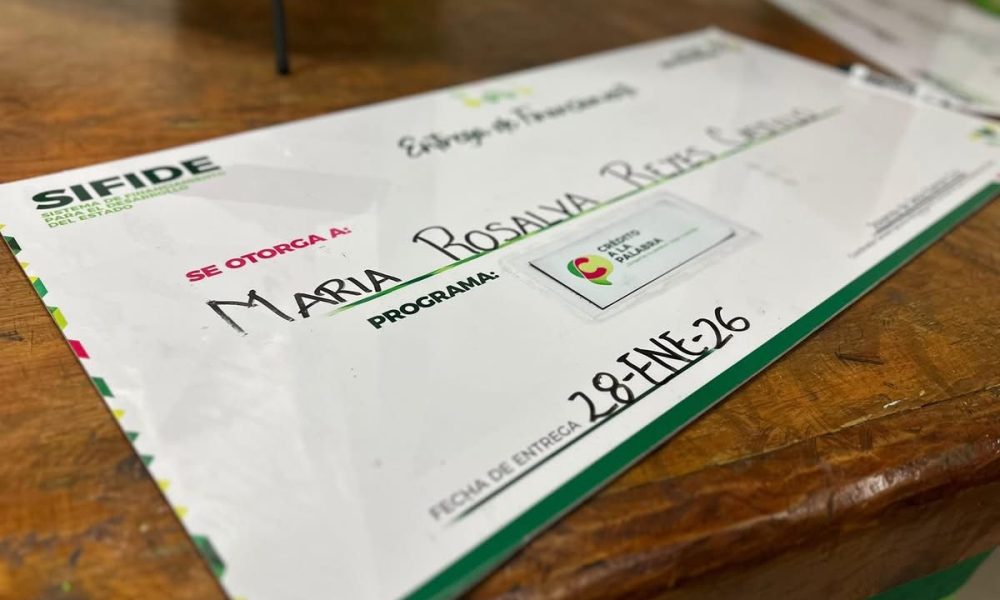 Entrega de Financiamiento
SIFIDE
SISTEMA DE FINANCIAMIENTO
PARA EL DESARROLLO
DEL ESTADO
SE OTORGA A:
MARIA ROSALVA REYES
PROGRAMA:
CRÉDITO
A LA
PALABRA
FECHA DE ENTREGA
28-ENE-26